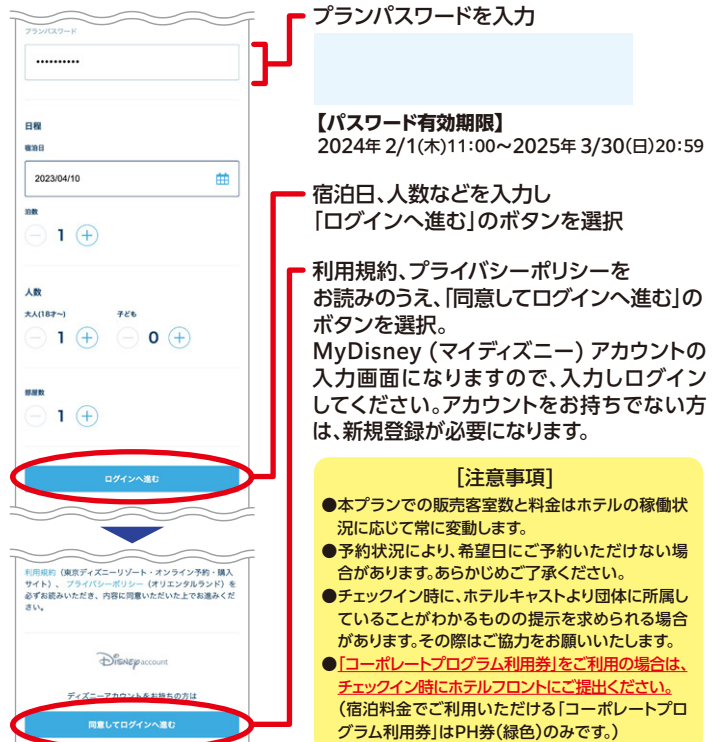 プランパスワード
••••••••••
日程
宿泊日
2023/04/10
泊数
1
人数
大人(18才~)
子ども
1
0
部屋数
1
ログインへ進む
利用規約（東京ディズニーリゾート・オンライン予約・購入
サイト）、プライバシーポリシー（オリエンタルランド）を
必ずお読みいただき、内容に同意いただいた上でお進みくだ
さい。
Disney account
ディズニーアカウントをお持ちの方は
同意してログインへ進む
プランパスワードを入力
【パスワード有効期限】
2024年 2/1(木)11:00～2025年 3/30(日)20:59
宿泊日、人数などを入力し
「ログインへ進む」のボタンを選択
利用規約、プライバシーポリシーを
お読みのうえ、「同意してログインへ進む」の
ボタンを選択。
MyDisney (マイディズニー) アカウントの
入力画面になりますので、入力しログイン
してください。アカウントをお持ちでない方
は、新規登録が必要になります。
[注意事項]
●本プランでの販売客室数と料金はホテルの稼働状
況に応じて常に変動します。
●予約状況により、希望日にご予約いただけない場
合があります。あらかじめご了承ください。
●チェックイン時に、ホテルキャストより団体に所属し
ていることがわかるものの提示を求められる場合
があります。その際はご協力をお願いいたします。
●「コーポレートプログラム利用券」をご利用の場合は、
チェックイン時にホテルフロントにご提出ください。
(宿泊料金でご利用いただける「コーポレートプロ
グラム利用券」はPH券(緑色)のみです。)